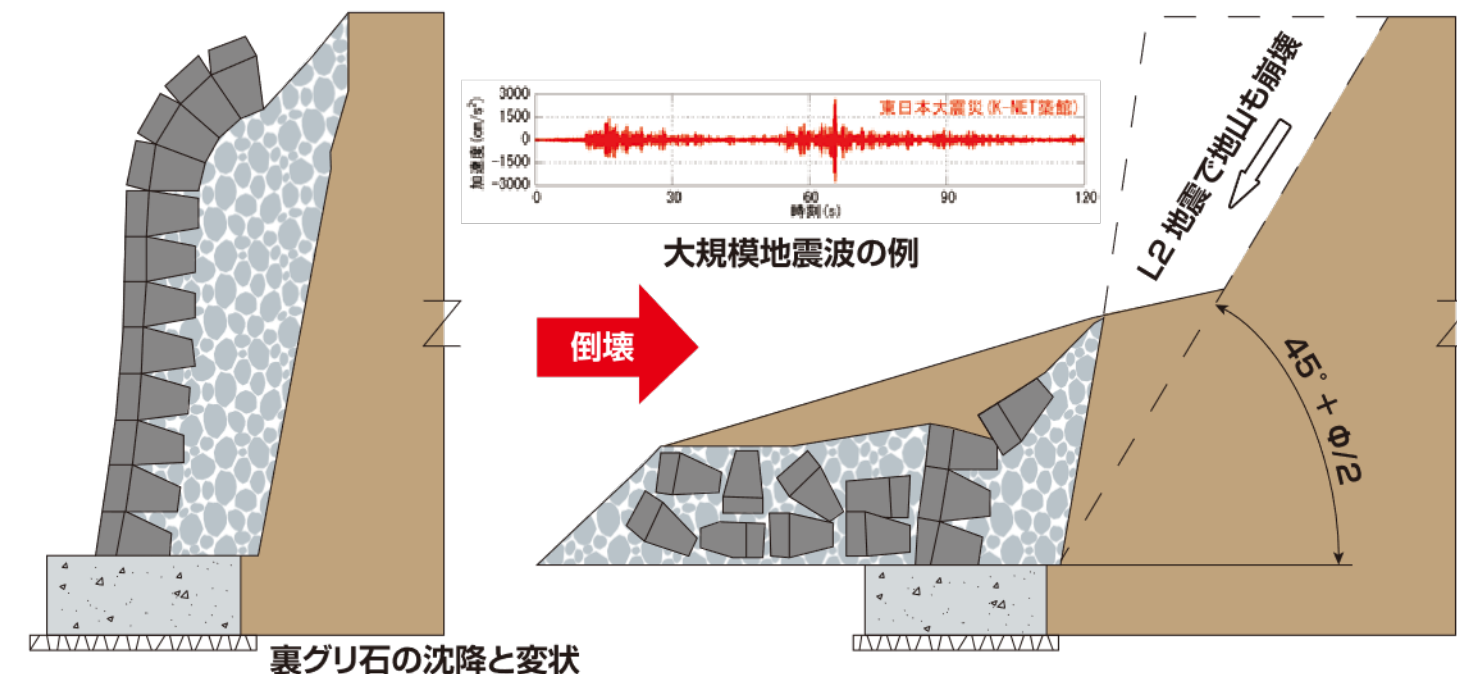 3000
1500
0
-1500
-3000
加速度 (cm/s²)
東日本大震災(K-NET築館)
0
30
60
90
120
時刻(s)
大規模地震波の例
L2 地震で地山も崩壊
倒壊
45° + Φ/2
裏グリ石の沈降と変状